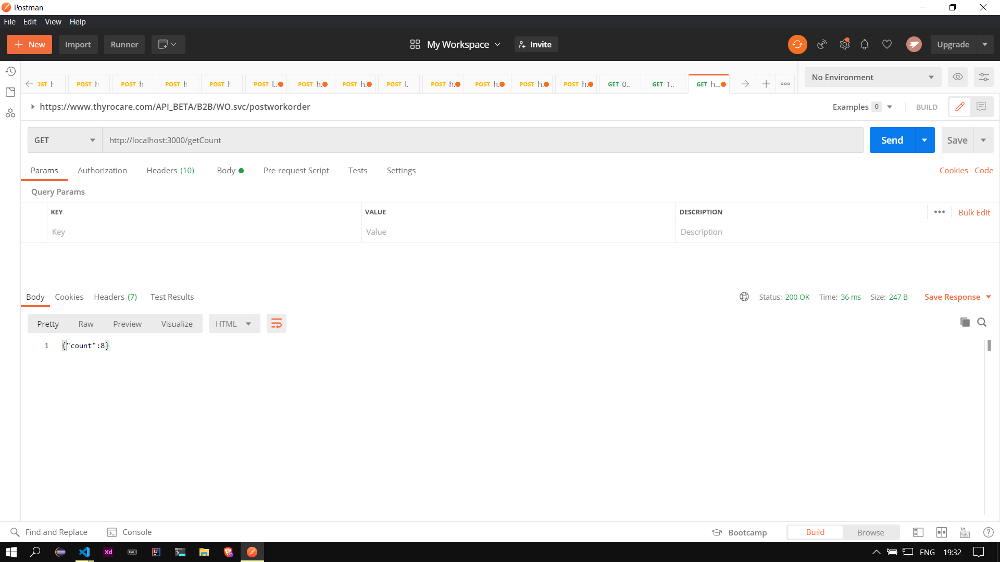 Postman
File Edit View Help
New Import Runner My Workspace Invite Upgrade
OST h POST h POST h POST h POST h POST l.. POST h. POST h. POST l. POST h. POST h. POST h. POST h. GET 0.. GET 1.. GET h... No Environment
https://www.thyrocare.com/API_BETA/B2B/WO.svc/postworkorder Examples 0 BUILD
GET http://localhost:3000/getCount Send Save
Params Authorization Headers (10) Body Pre-request Script Tests Settings Cookies Code
Query Params
KEY VALUE DESCRIPTION Bulk Edit
Key Value Description
Body Cookies Headers (7) Test Results Status: 200 OK Time: 36 ms Size: 247 B Save Response
Pretty Raw Preview Visualize HTML
1 {"count":8}
Find and Replace Console Bootcamp Build Browse
Xd KALI IJ ENG 19:32